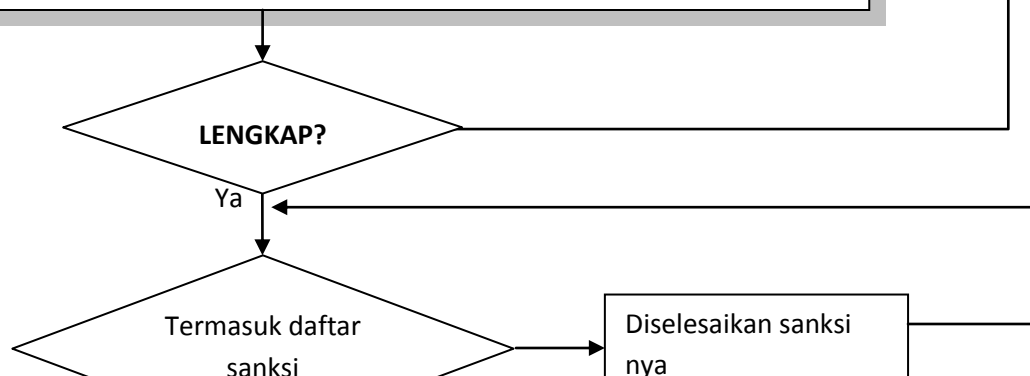 LENGKAP?
Ya
Termasuk daftar
sanksi
Diselesaikan sanksi
nya